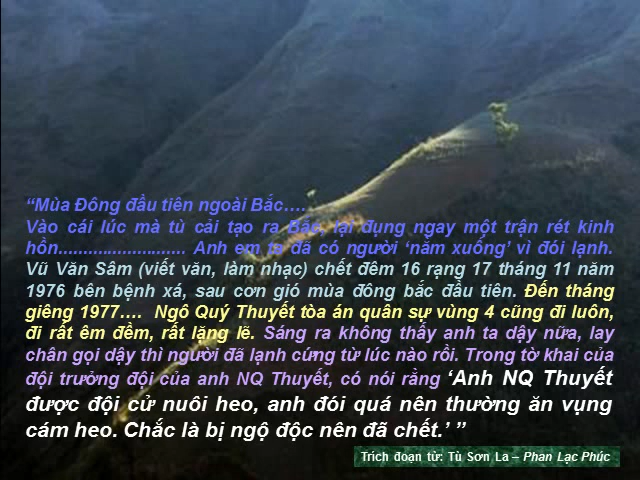 “Mùa Đông đầu tiên ngoài Bắc….
Vào cái lúc mà tù cải tạo ra Bắc, lại đụng ngay một trận rét kinh
hồn.......................... Anh em ta đã có người ‘nằm xuống’ vì đói lạnh.
Vũ Văn Sâm (viết văn, làm nhạc) chết đêm 16 rạng 17 tháng 11 năm
1976 bên bệnh xá, sau cơn gió mùa đông bắc đầu tiên. Đến tháng
giêng 1977…. Ngô Quý Thuyết tòa án quân sự vùng 4 cũng đi luôn,
đi rất êm đềm, rất lặng lẽ. Sáng ra không thấy anh ta dậy nữa, lay
chân gọi dậy thì người đã lạnh cứng từ lúc nào rồi. Trong tờ khai của
đội trưởng đội của anh NQ Thuyết, có nói rằng ‘Anh NQ Thuyết
được đội cử nuôi heo, anh đói quá nên thường ăn vụng
cám heo. Chắc là bị ngộ độc nên đã chết.’ ”
Trích đoạn từ: Tù Sơn La – Phan Lạc Phúc